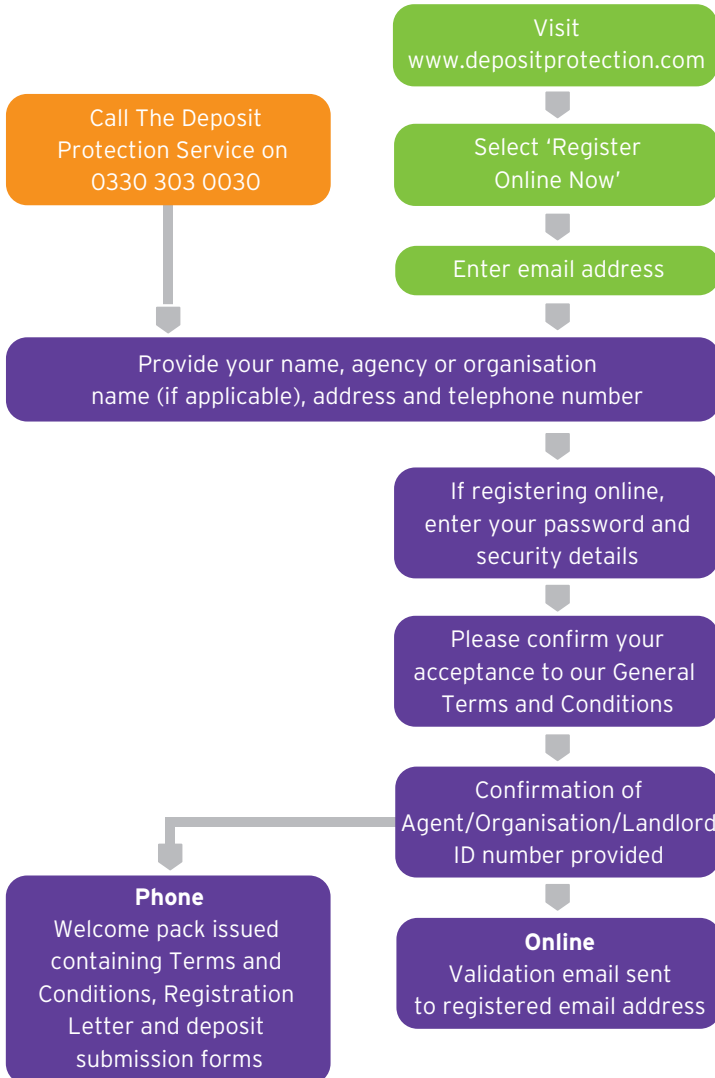 Visit
www.depositprotection.com
Call The Deposit
Protection Service on
0330 303 0030
Select ‘Register
Online Now’
Enter email address
Provide your name, agency or organisation
name (if applicable), address and telephone number
If registering online,
enter your password and
security details
Please confirm your
acceptance to our General
Terms and Conditions
Confirmation of
Agent/Organisation/Landlord
ID number provided
Phone
Welcome pack issued
containing Terms and
Conditions, Registration
Letter and deposit
submission forms
Online
Validation email sent
to registered email address